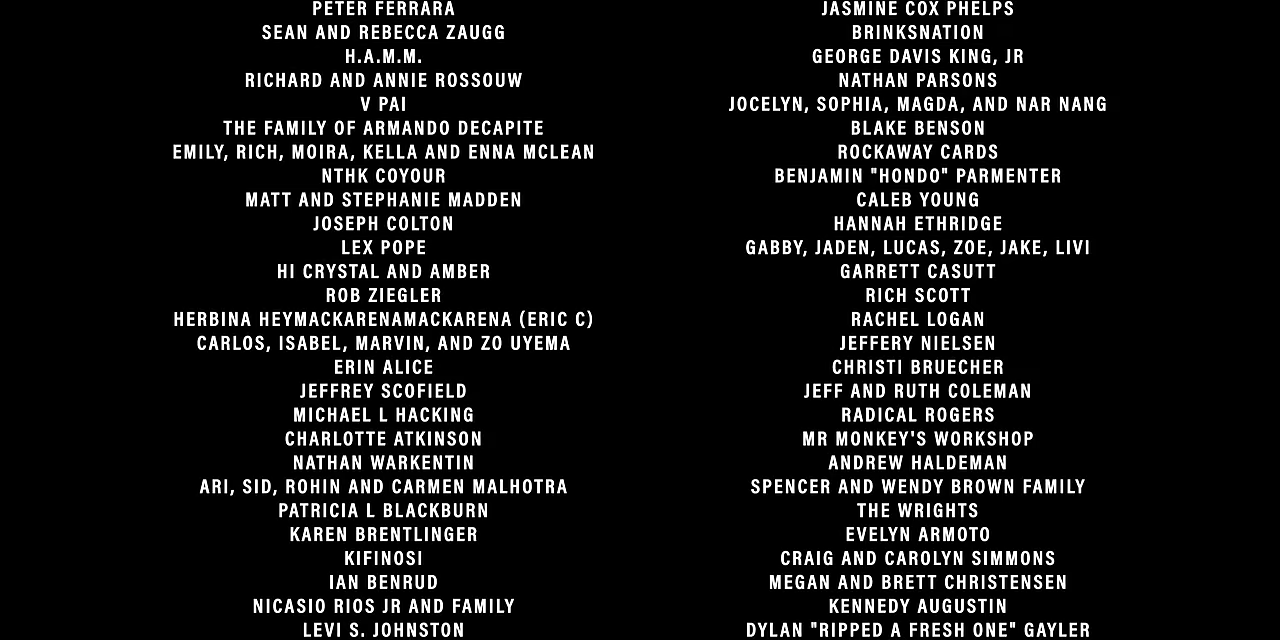 PETER FERRARA
SEAN AND REBECCA ZAUGG
H.A.M.M.
RICHARD AND ANNIE ROSSOUW
V PAI
THE FAMILY OF ARMANDO DECAPITE
EMILY, RICH, MOIRA, KELLA AND ENNA MCLEAN
NTHK COYOUR
MATT AND STEPHANIE MADDEN
JOSEPH COLTON
LEX POPE
HI CRYSTAL AND AMBER
ROB ZIEGLER
HERBINA HEYMACKARENAMACKARENA (ERIC C)
CARLOS, ISABEL, MARVIN, AND ZO UYEMA
ERIN ALICE
JEFFREY SCOFIELD
MICHAEL L HACKING
CHARLOTTE ATKINSON
NATHAN WARKENTIN
ARI, SID, ROHIN AND CARMEN MALHOTRA
PATRICIA L BLACKBURN
KAREN BRENTLINGER
KIFINOSI
IAN BENRUD
NICASIO RIOS JR AND FAMILY
LEVI S. JOHNSTON
JASMINE COX PHELPS
BRINKSNATION
GEORGE DAVIS KING, JR
NATHAN PARSONS
JOCELYN, SOPHIA, MAGDA, AND NAR NANG
BLAKE BENSON
ROCKAWAY CARDS
BENJAMIN "HONDO" PARMENTER
CALEB YOUNG
HANNAH ETHRIDGE
GABBY, JADEN, LUCAS, ZOE, JAKE, LIVI
GARRETT CASUTT
RICH SCOTT
RACHEL LOGAN
JEFFERY NIELSEN
CHRISTI BRUECHER
JEFF AND RUTH COLEMAN
RADICAL ROGERS
MR MONKEY'S WORKSHOP
ANDREW HALDEMAN
SPENCER AND WENDY BROWN FAMILY
THE WRIGHTS
EVELYN ARMOTO
CRAIG AND CAROLYN SIMMONS
MEGAN AND BRETT CHRISTENSEN
KENNEDY AUGUSTIN
DYLAN "RIPPED A FRESH ONE" GAYLER